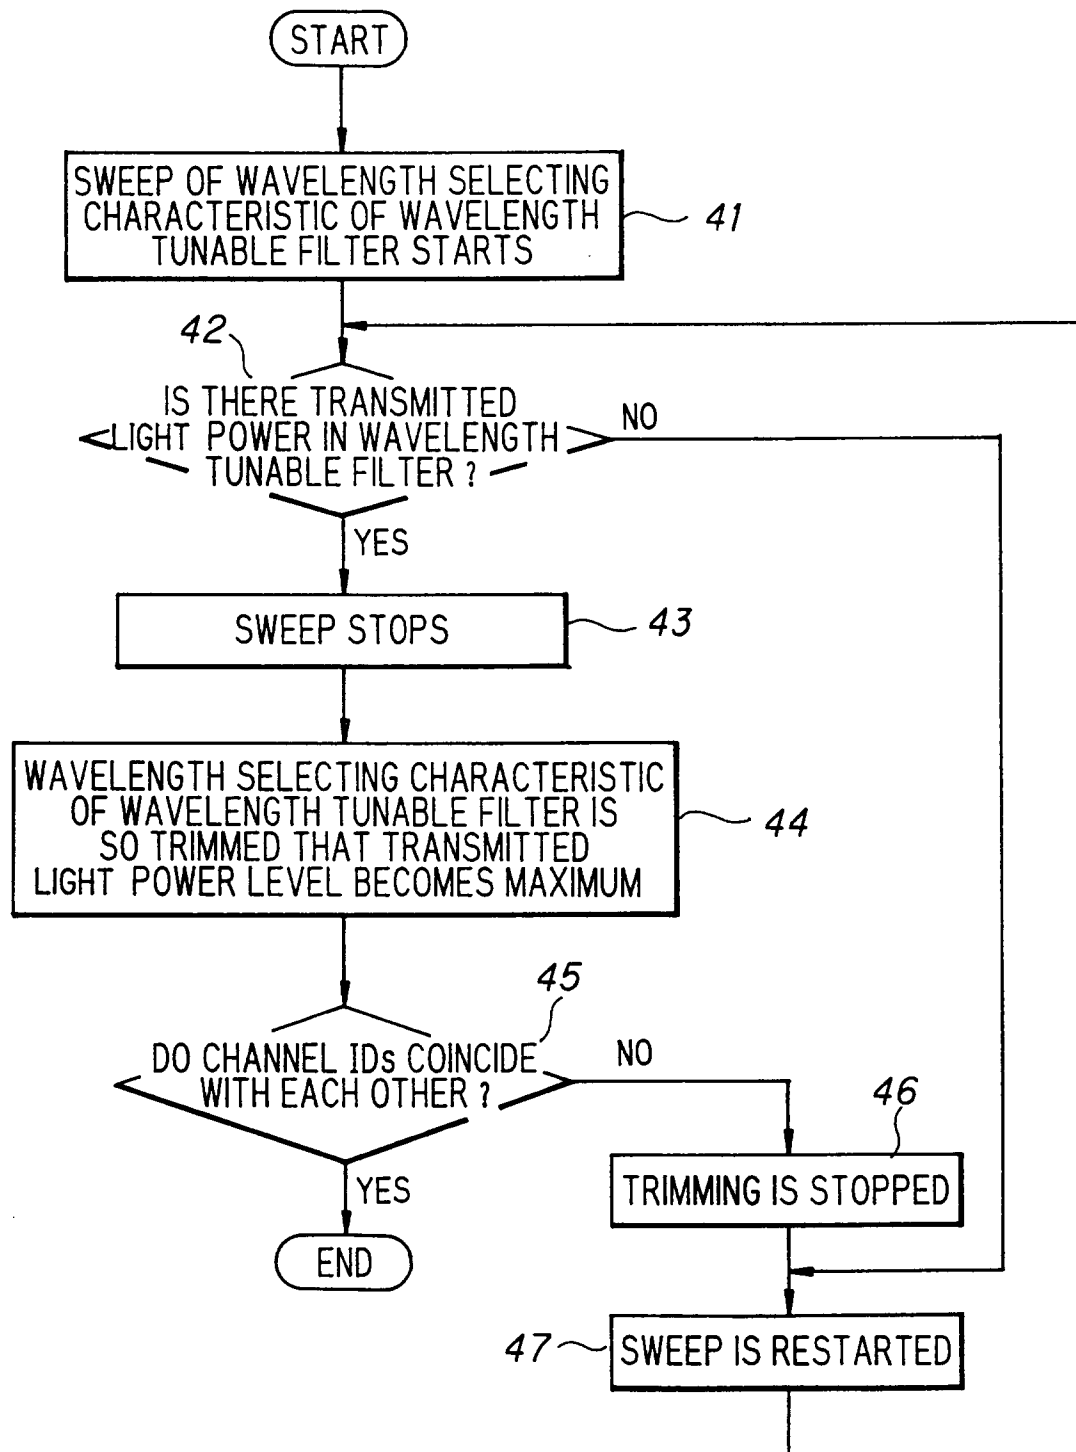 START
SWEEP OF WAVELENGTH SELECTING
CHARACTERISTIC OF WAVELENGTH
TUNABLE FILTER STARTS
41
42
IS THERE TRANSMITTED
LIGHT POWER IN WAVELENGTH
TUNABLE FILTER ?
NO
YES
SWEEP STOPS
43
WAVELENGTH SELECTING CHARACTERISTIC
OF WAVELENGTH TUNABLE FILTER IS
SO TRIMMED THAT TRANSMITTED
LIGHT POWER LEVEL BECOMES MAXIMUM
44
45
DO CHANNEL IDs COINCIDE
WITH EACH OTHER ?
NO
YES
46
TRIMMING IS STOPPED
END
47
SWEEP IS RESTARTED